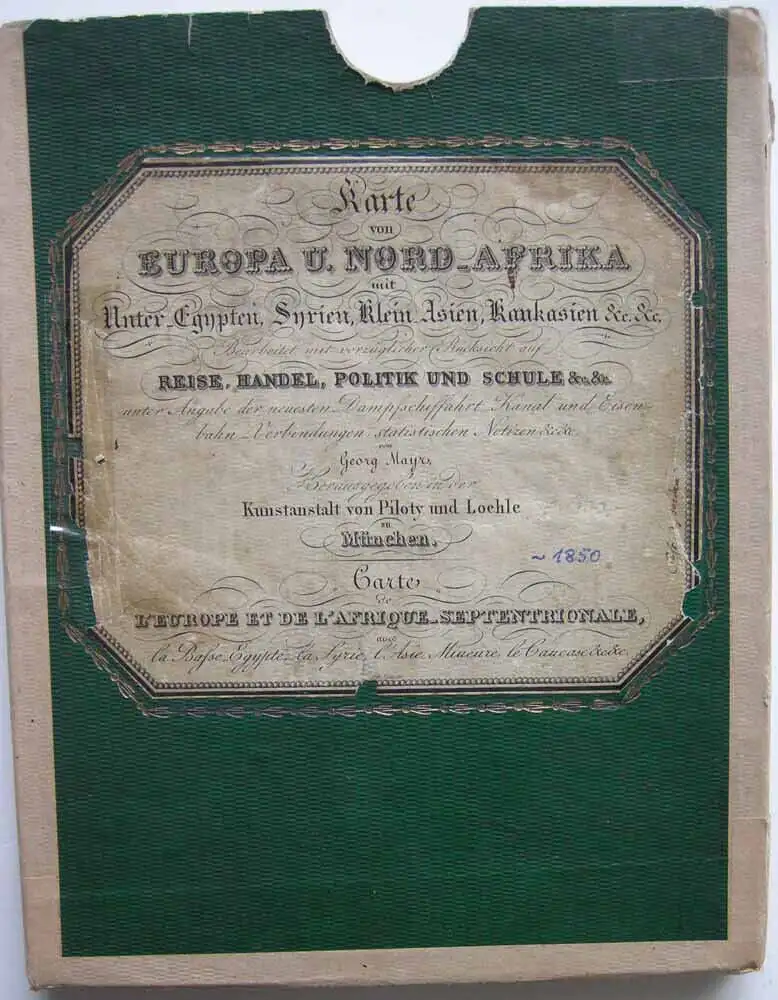 Karte
von
EUROPA U. NORD-AFRIKA
mit
Unter Egypten, Syrien, Klein Asien, Kaukasien &c. &c.
Bearbeitet mit vorzüglicher Rücksicht auf
REISE, HANDEL, POLITIK UND SCHULE &c. &c.
unter Angabe der neuesten Dampfschiffahrt Kanal und Eisen-
bahn Verbindungen statistischen Notizen &c &c
von
Georg Mayr,
Herausgegeben in der
Kunstanstalt von Piloty und Loehle
zu
München.
~ 1850
Carte
de
L'EUROPE ET DE L'AFRIQUE-SEPTENTRIONALE,
avec
la Basse Egypte, la Syrie, l'Asie Mineure, le Caucase &c &c.